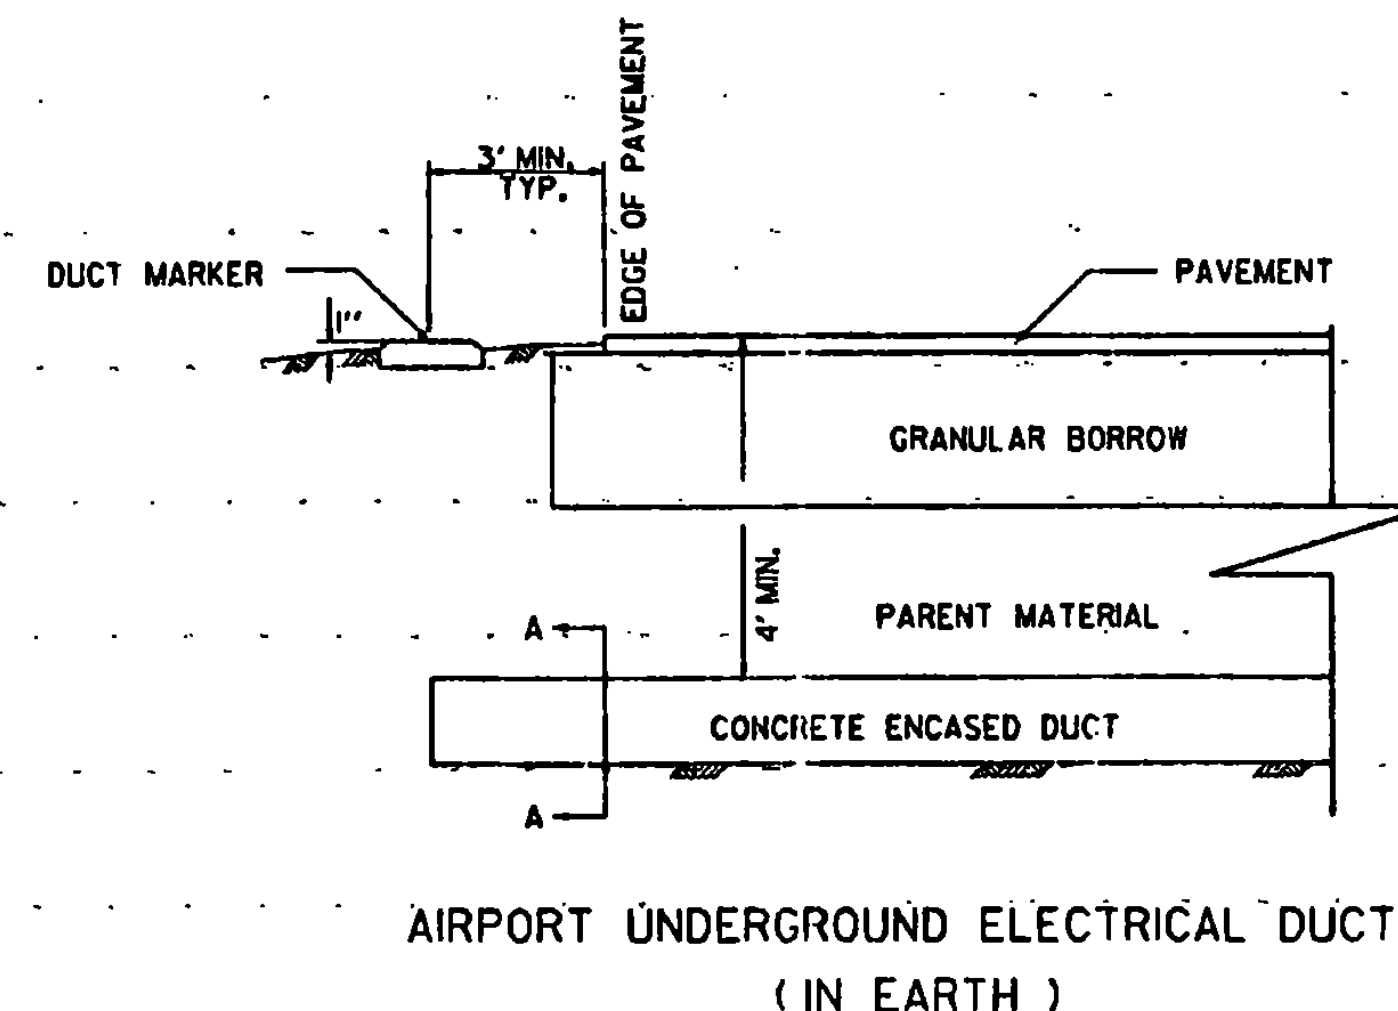 EDGE OF PAVEMENT
3' MIN.
TYP.
DUCT MARKER
PAVEMENT
1"
GRANULAR BORROW
4' MIN.
PARENT MATERIAL
A
CONCRETE ENCASED DUCT
A
AIRPORT UNDERGROUND ELECTRICAL DUCT
( IN EARTH )